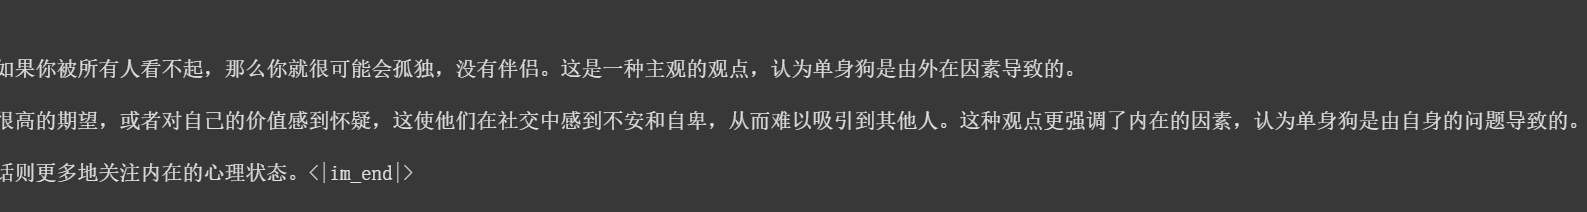 如果你被所有人看不起，那么你就很可能会孤独，没有伴侣。这是一种主观的观点，认为单身狗是由外在因素导致的。
很高的期望，或者对自己的价值感到怀疑，这使他们在社交中感到不安和自卑，从而难以吸引到其他人。这种观点更强调了内在的因素，认为单身狗是由自身的问题导致的。
话则更多地关注内在的心理状态。<|im_end|>